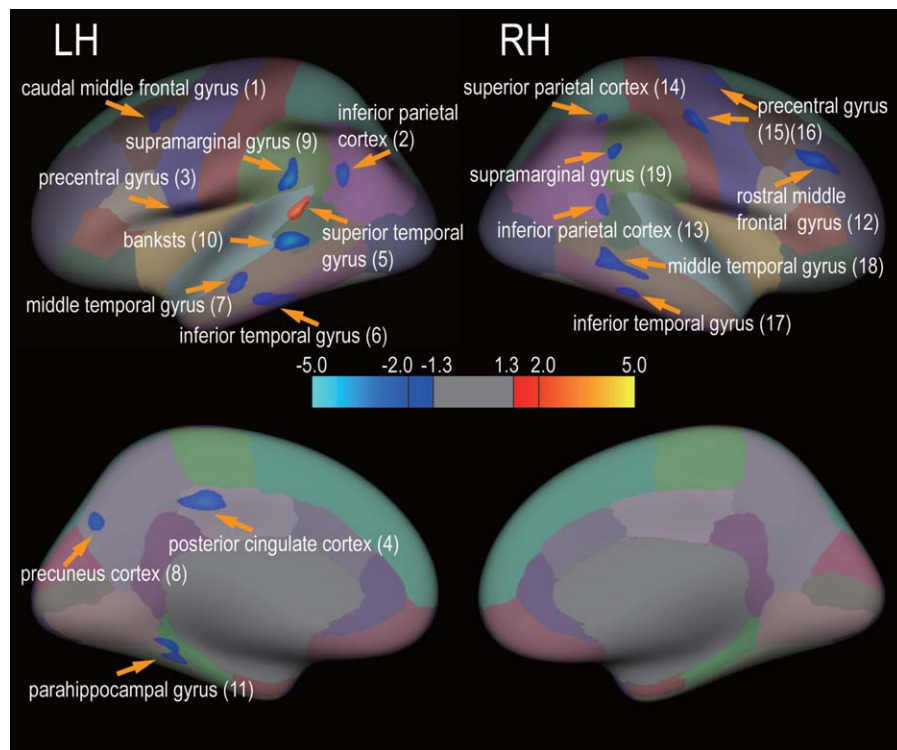 LH
caudal middle frontal gyrus (1)
inferior parietal
cortex (2)
supramarginal gyrus (9)
precentral gyrus (3)
banksts (10)
superior temporal
gyrus (5)
middle temporal gyrus
(7)
inferior temporal gyrus (6)
RH
superior parietal cortex (14)
precentral gyrus
(15)(16)
supramarginal gyrus (19)
rostral middle
frontal gyrus (12)
inferior parietal cortex (13)
middle temporal gyrus (18)
inferior temporal gyrus (17)
-5.0 -2.0 -1.3 1.3 2.0 5.0
posterior cingulate cortex (4)
precuneus cortex (8)
parahippocampal gyrus (11)